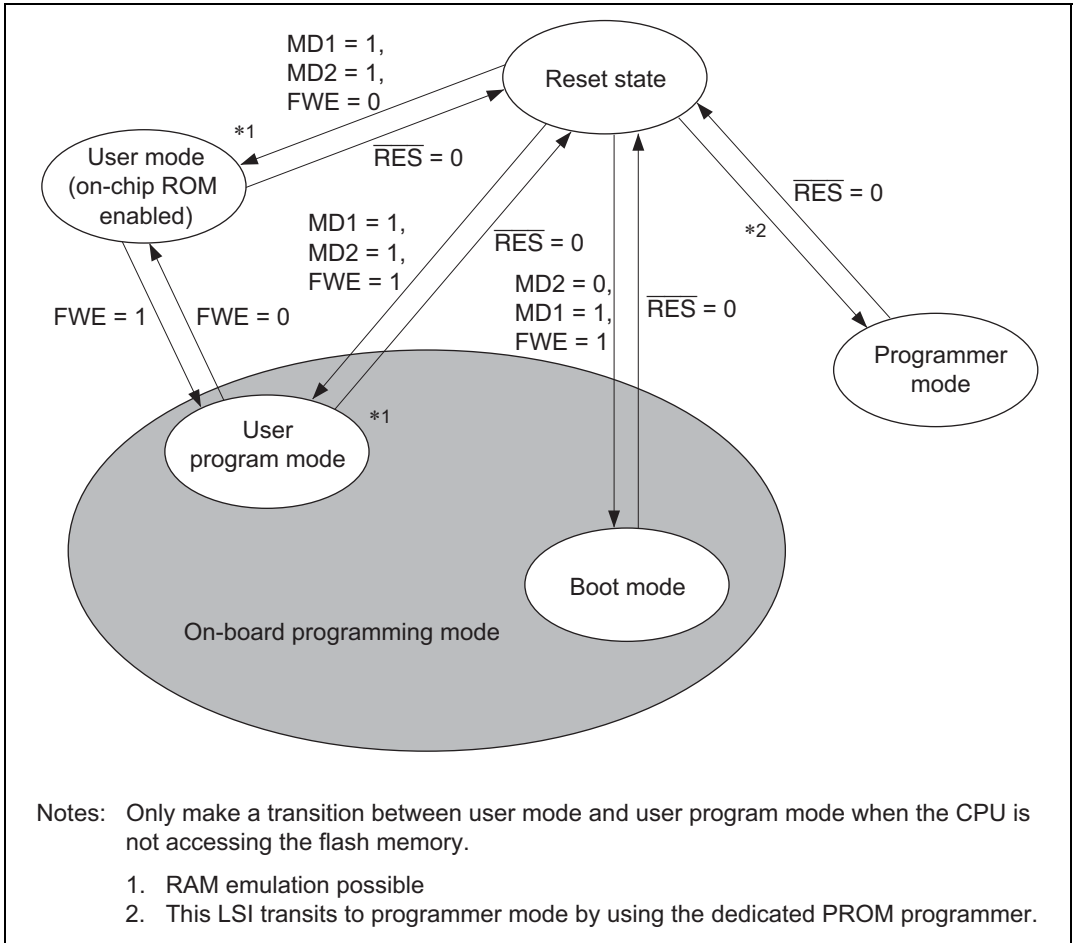 MD1 = 1,
MD2 = 1,
FWE = 0
Reset state
*1
User mode
(on-chip ROM
enabled)
R̅E̅S̅ = 0
R̅E̅S̅ = 0
*2
MD1 = 1,
MD2 = 1,
FWE = 1
R̅E̅S̅ = 0
MD2 = 0,
MD1 = 1,
FWE = 1
R̅E̅S̅ = 0
FWE = 1
FWE = 0
Programmer
mode
User
program mode
*1
Boot mode
On-board programming mode
Notes: Only make a transition between user mode and user program mode when the CPU is
not accessing the flash memory.
1. RAM emulation possible
2. This LSI transits to programmer mode by using the dedicated PROM programmer.